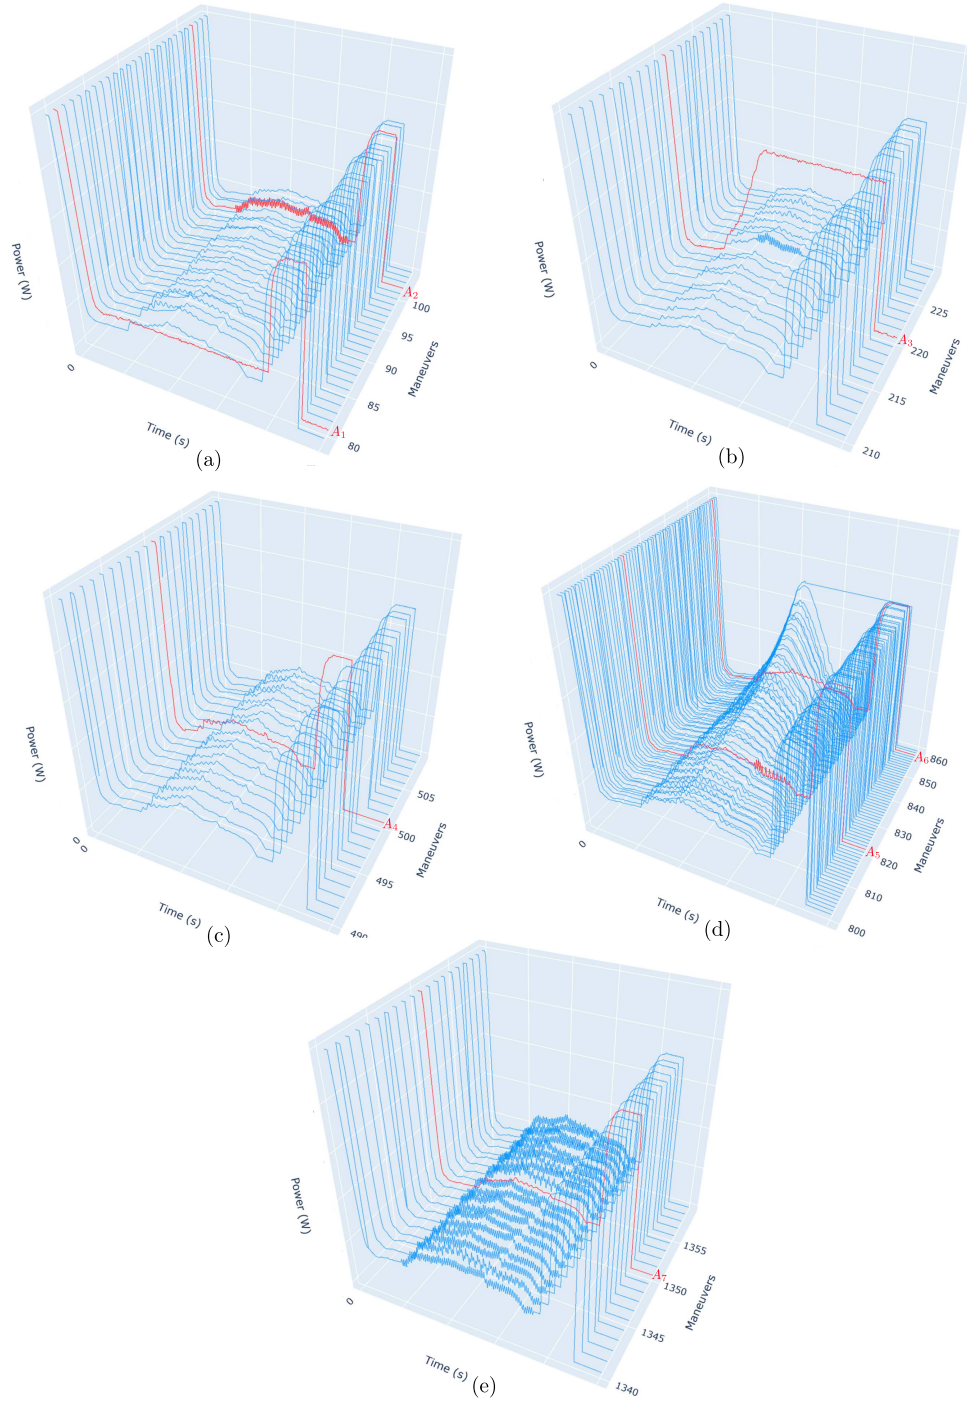 A2
100
95
90
85
A1
80
Power (W)
Maneuvers
0
Time (s)
(a)
225
A3
220
215
210
Power (W)
Maneuvers
0
Time (s)
(b)
505
A4
500
495
490
Power (W)
Maneuvers
0
0
Time (s)
(c)
A6
860
850
840
830
A5
820
810
800
Power (W)
Maneuvers
0
Time (s)
(d)
1355
A7
1350
1345
1340
Power (W)
Maneuvers
0
Time (s)
(e)